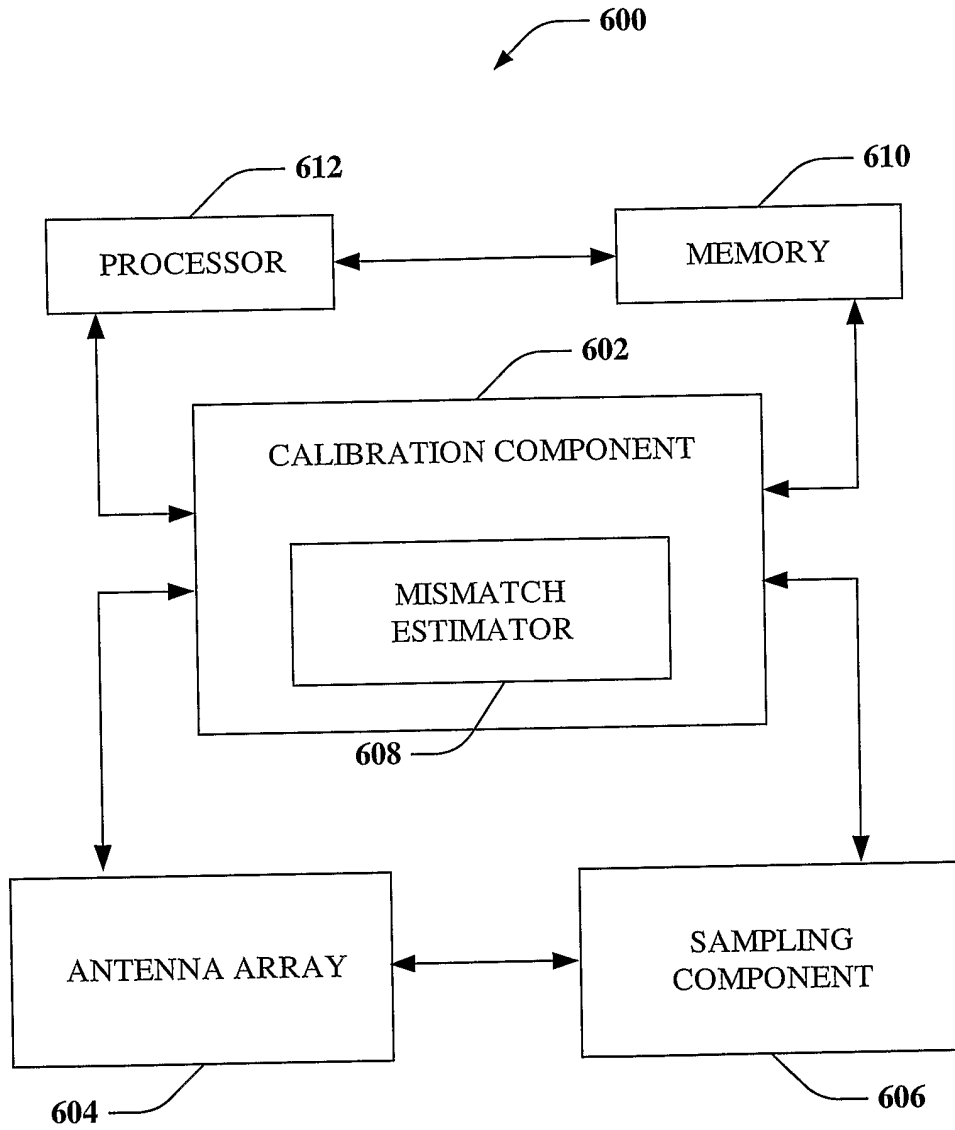 600
612
610
PROCESSOR
MEMORY
602
CALIBRATION COMPONENT
MISMATCH
ESTIMATOR
608
ANTENNA ARRAY
SAMPLING
COMPONENT
604
606